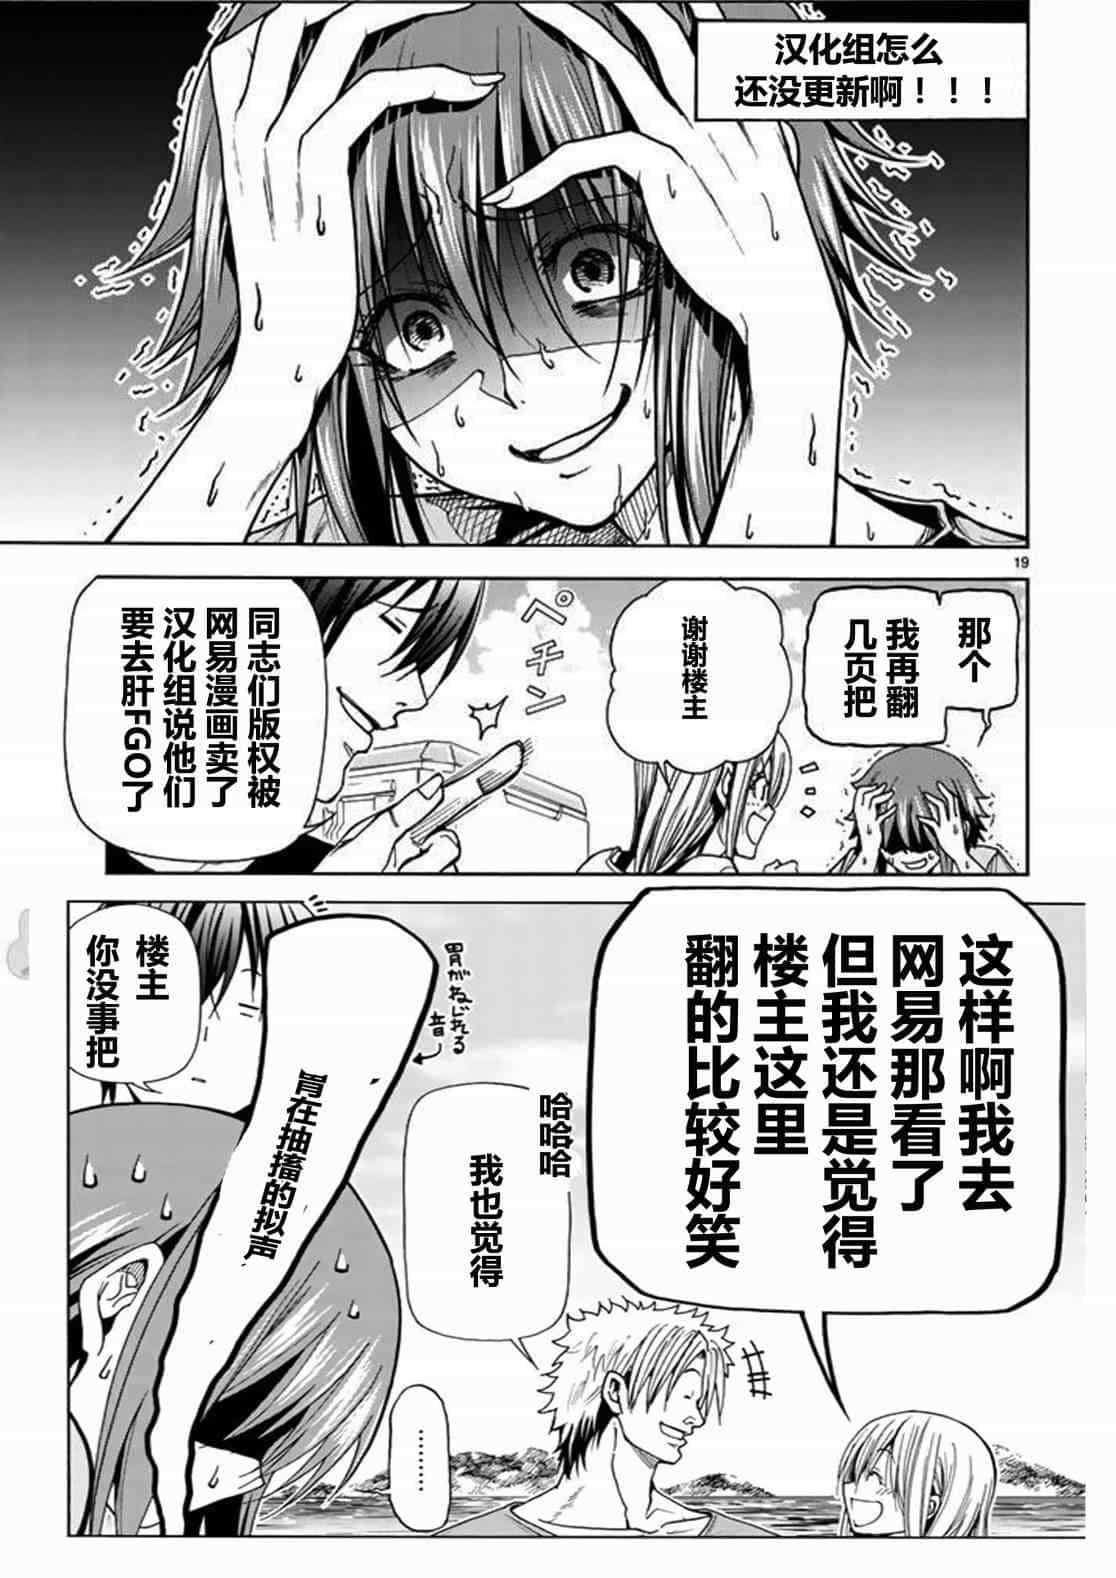 汉化组怎么
还没更新啊！！！
19
那个
我再翻
几页把
谢谢楼主
ペチン
同志们版权被
网易漫画卖了
汉化组说他们
要去肝FGO了
这样啊我去
网易那看了
但我还是觉得
楼主这里
翻的比较好笑
哈哈哈
我也觉得
………
胃がねじれる
音
胃在抽搐的拟声
楼主
你没事把